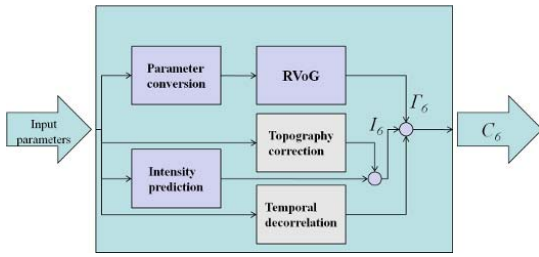 Input
parameters
Parameter
conversion
RVoG
Topography
correction
Intensity
prediction
Temporal
decorrelation
I6
Γ6
C6